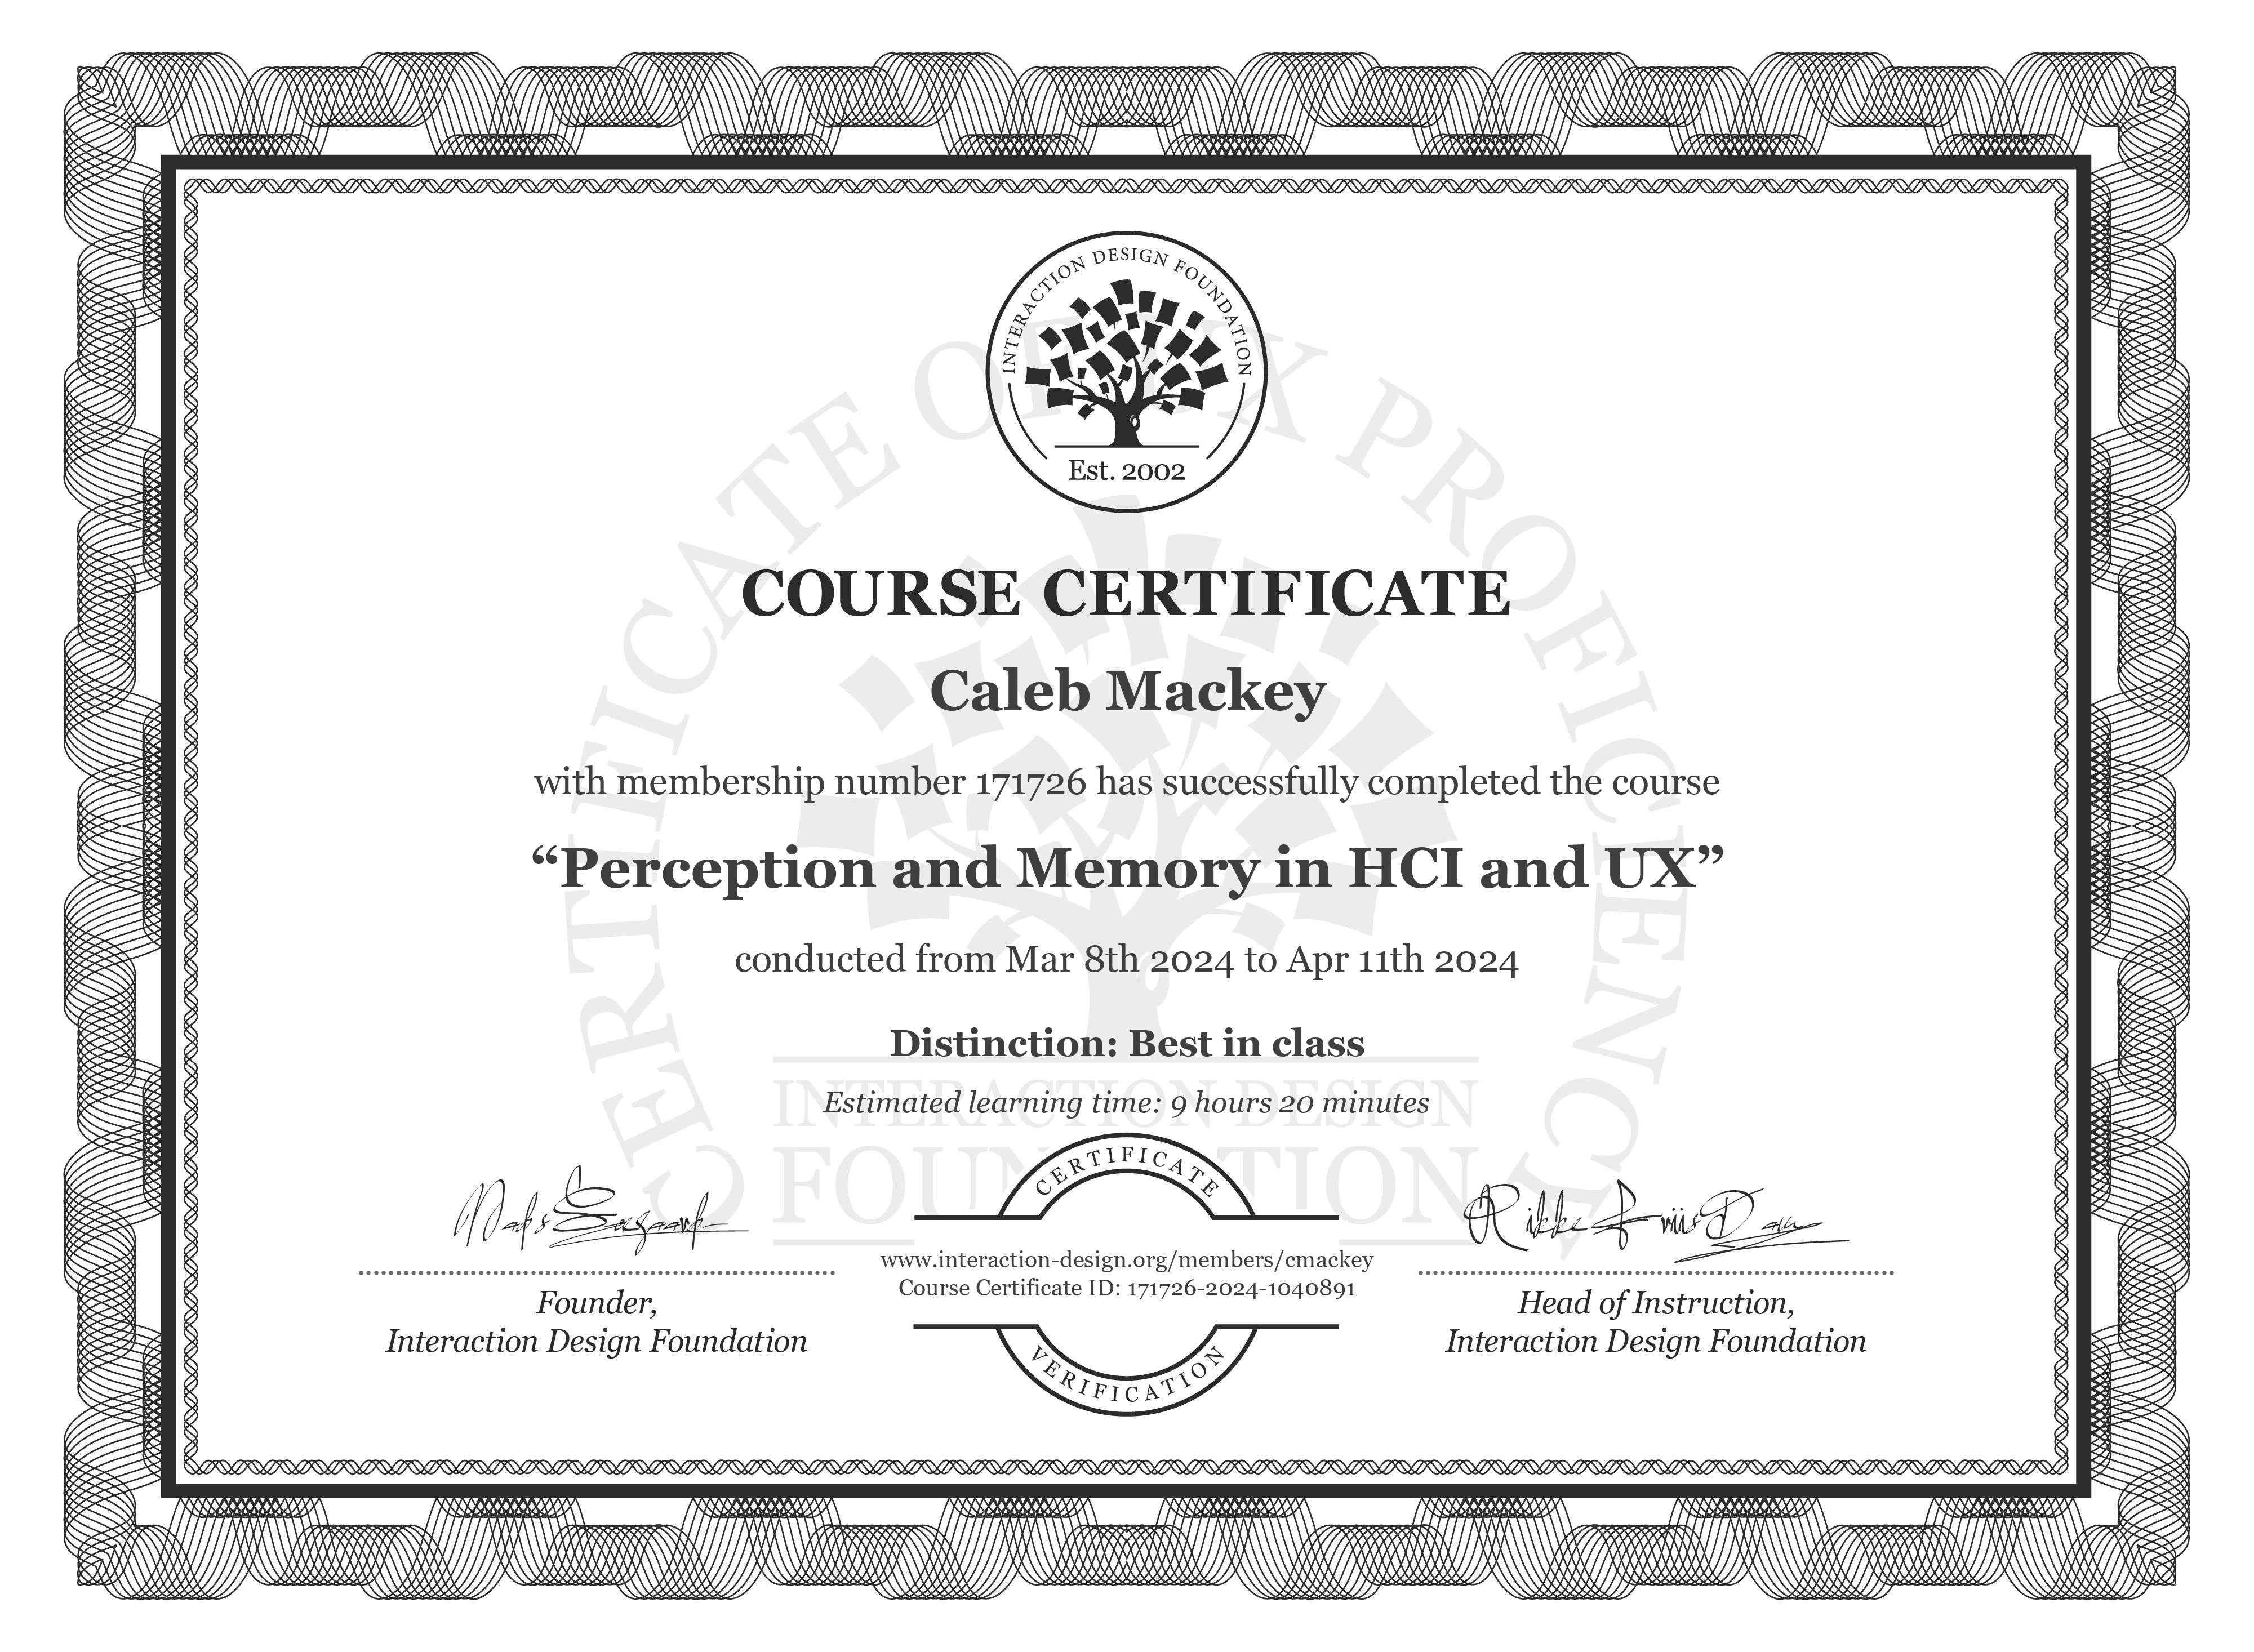 INTERACTION DESIGN FOUNDATION
Est. 2002
CERTIFICATE OF UX PROFICIENCY
COURSE CERTIFICATE
Caleb Mackey
with membership number 171726 has successfully completed the course
“Perception and Memory in HCI and UX”
conducted from Mar 8th 2024 to Apr 11th 2024
Distinction: Best in class
INTERACTION DESIGN
FOUNDATION
Estimated learning time: 9 hours 20 minutes
Mads Soegaard
Founder,
Interaction Design Foundation
CERTIFICATE
www.interaction-design.org/members/cmackey
Course Certificate ID: 171726-2024-1040891
VERIFICATION
Rikke Friis Dam
Head of Instruction,
Interaction Design Foundation